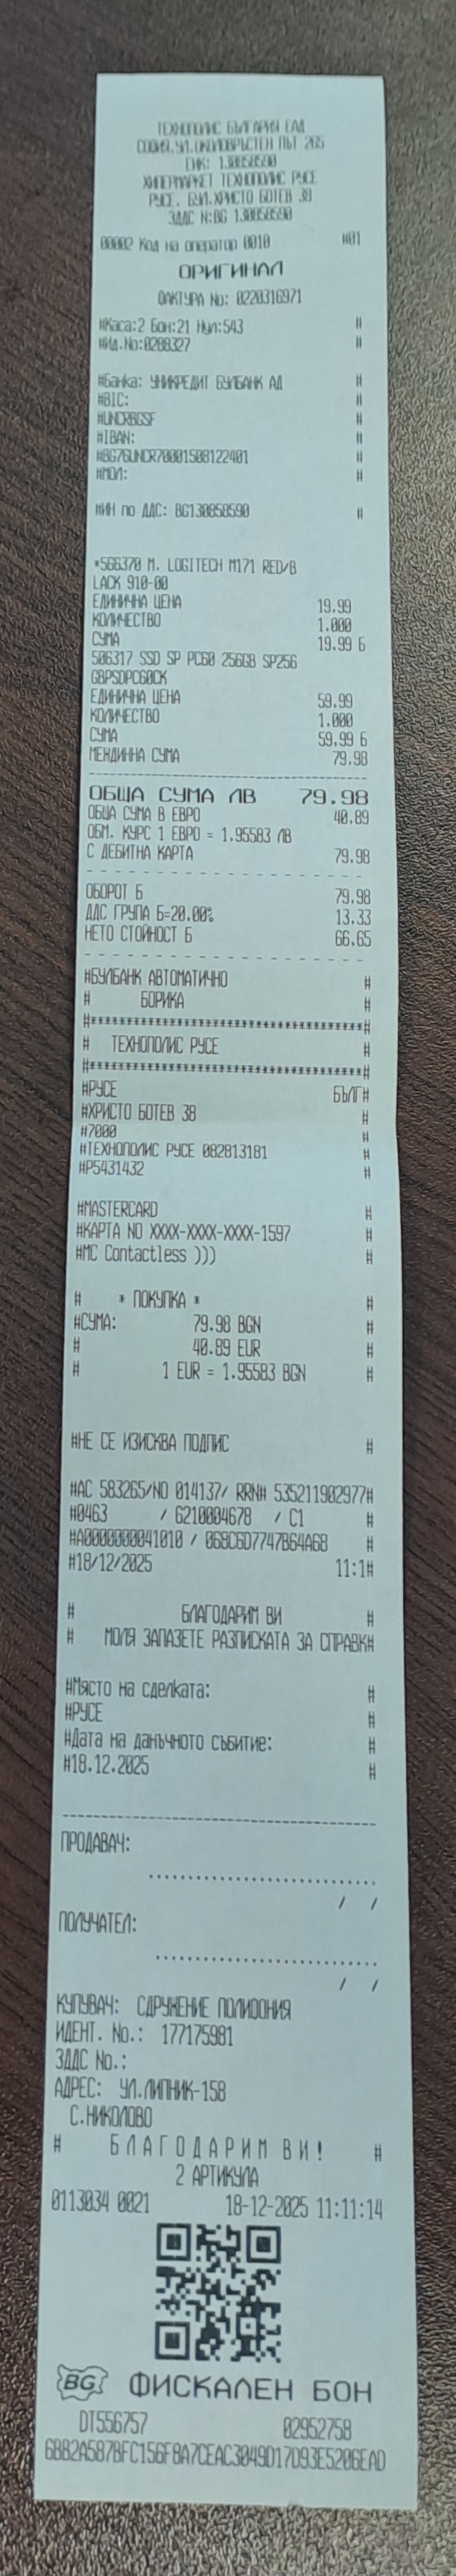 ТЕХНОПОЛИС БЪЛГАРИЯ ЕАД
СОФИЯ.УЛ.ОКОЛОВРЪСТЕН ПЪТ 265
ЕИК: 130858590
ХИПЕРМАРКЕТ ТЕХНОПОЛИС РУСЕ
РУСЕ, БУЛ.ХРИСТО БОТЕВ 38
ЗДДС N:BG 130858590
00002 Код на оператор 0010 #01
ОРИГИНАЛ
ФАКТУРА No: 0220316971
#Каса:2 Бон:21 Нул:543 #
#Ид.No:0288327 #
#Банка: УНИКРЕДИТ БУЛБАНК АД #
#BIC: #
#UNCRBGSF #
#IBAN: #
#BG76UNCR70001508122401 #
#МОЛ: #
#ИН по ДДС: BG130858590 #
*566370 M. LOGITECH M171 RED/B
LACK 910-00
ЕДИНИЧНА ЦЕНА 19.99
КОЛИЧЕСТВО 1.000
СУМА 19.99 Б
506317 SSD SP PC60 256GB SP256
GBPSDPC60CK
ЕДИНИЧНА ЦЕНА 59.99
КОЛИЧЕСТВО 1.000
СУМА 59.99 Б
МЕЖДИННА СУМА 79.98
ОБЩА СУМА ЛВ 79.98
ОБЩА СУМА В ЕВРО 40.89
ОБМ. КУРС 1 ЕВРО = 1.95583 ЛВ
С ДЕБИТНА КАРТА 79.98
ОБОРОТ Б 79.98
ДДС ГРУПА Б=20.00% 13.33
НЕТО СТОЙНОСТ Б 66.65
#БУЛБАНК АВТОМАТИЧНО #
# БОРИКА #
#**************************************#
# ТЕХНОПОЛИС РУСЕ #
#**************************************#
#РУСЕ БЪЛГ#
#ХРИСТО БОТЕВ 38 #
#7000 #
#ТЕХНОПОЛИС РУСЕ 082813181 #
#P5431432 #
#MASTERCARD #
#КАРТА NO XXXX-XXXX-XXXX-1597 #
#MC Contactless ))) #
# * ПОКУПКА * #
#СУМА: 79.98 BGN #
# 40.89 EUR #
# 1 EUR = 1.95583 BGN #
#НЕ СЕ ИЗИСКВА ПОДПИС #
#AC 583265/NO 014137/ RRN# 535211902977#
#0463 / 6210004678 / C1 #
#A0000000041010 / 068C6D7747B64A6B #
#18/12/2025 11:1#
# БЛАГОДАРИМ ВИ #
# МОЛЯ ЗАПАЗЕТЕ РАЗПИСКАТА ЗА СПРАВК#
#Място на сделката: #
#РУСЕ #
#Дата на данъчното събитие: #
#18.12.2025 #
ПРОДАВАЧ:
/ /
ПОЛУЧАТЕЛ:
/ /
КУПУВАЧ: СДРУЖЕНИЕ ПОЛИФОНИЯ
ИДЕНТ. No.: 177175981
ЗДДС No.:
АДРЕС: УЛ.ЛИПНИК-158
С.НИКОЛОВО
# БЛАГОДАРИМ ВИ! #
2 АРТИКУЛА
0113034 0021 18-12-2025 11:11:14
BG ФИСКАЛЕН БОН
DT556757 02952758
6BB2A587BFC156F8A7CEAC3049D17D93E5206EAD